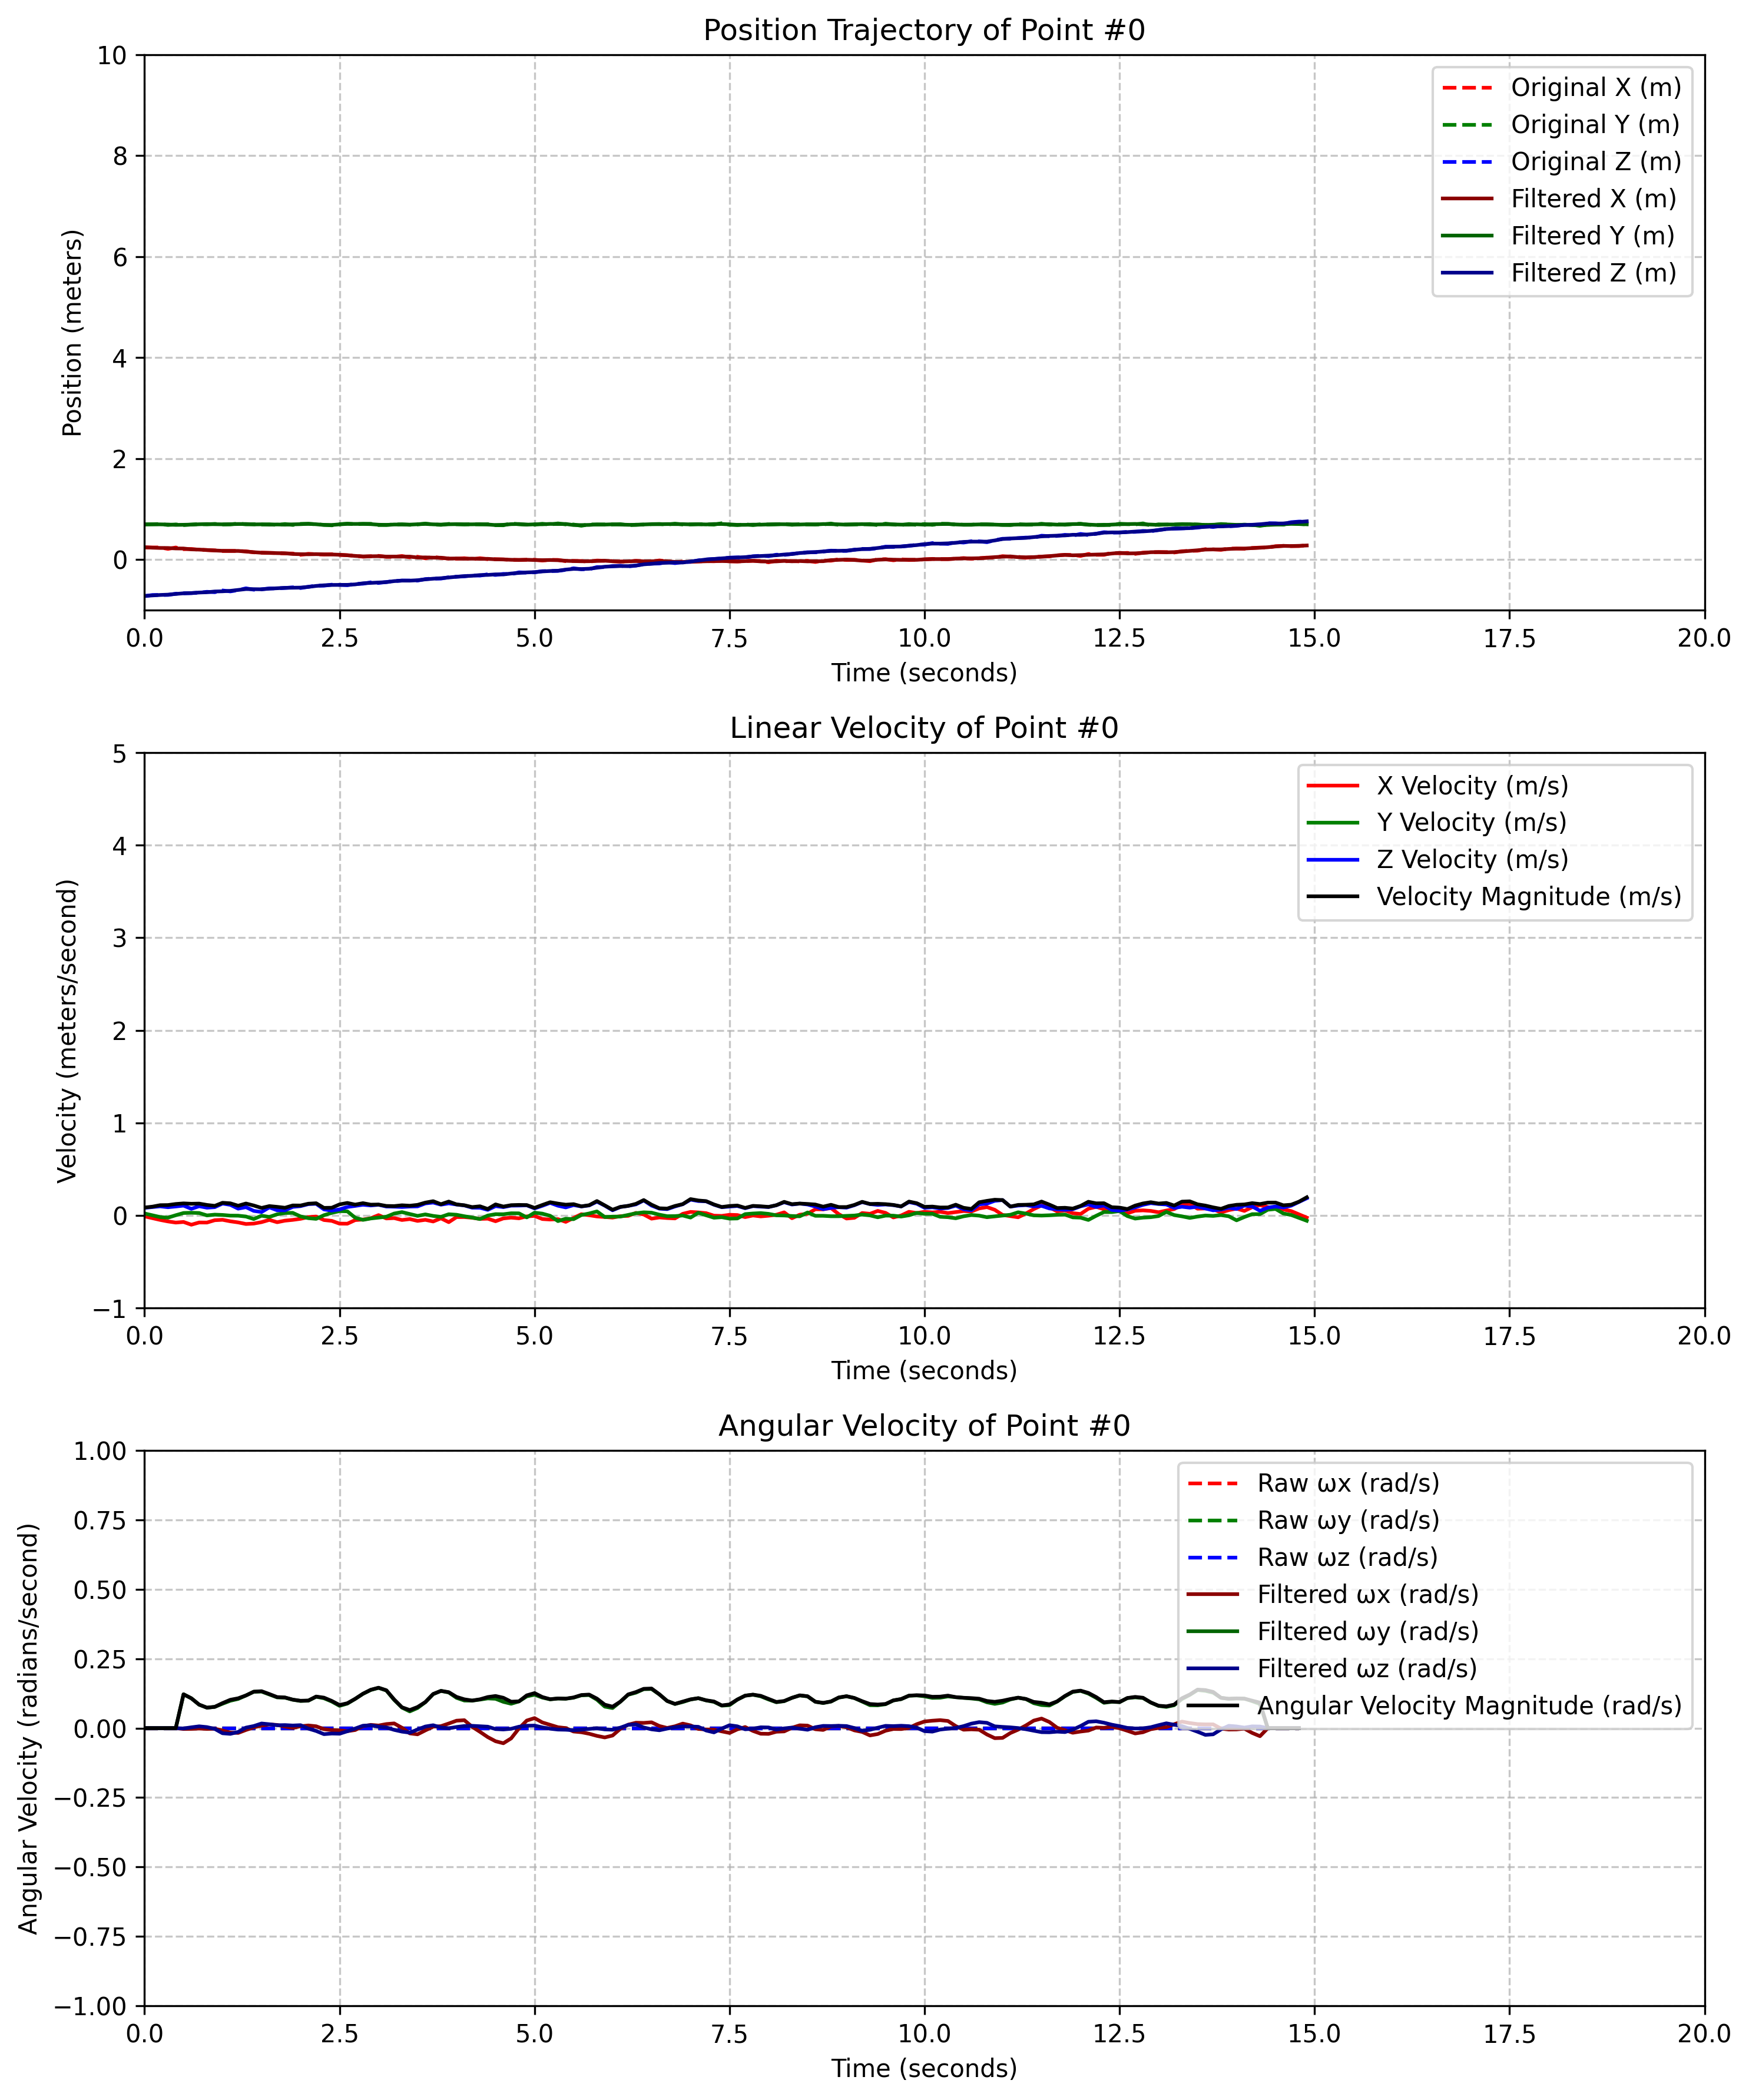 Position Trajectory of Point #0
10
8
6
4
2
0
Position (meters)
Original X (m)
Original Y (m)
Original Z (m)
Filtered X (m)
Filtered Y (m)
Filtered Z (m)
0.0 2.5 5.0 7.5 10.0 12.5 15.0 17.5 20.0
Time (seconds)
Linear Velocity of Point #0
5
4
3
2
1
0
−1
Velocity (meters/second)
X Velocity (m/s)
Y Velocity (m/s)
Z Velocity (m/s)
Velocity Magnitude (m/s)
0.0 2.5 5.0 7.5 10.0 12.5 15.0 17.5 20.0
Time (seconds)
Angular Velocity of Point #0
1.00
0.75
0.50
0.25
0.00
−0.25
−0.50
−0.75
−1.00
Angular Velocity (radians/second)
Raw ωx (rad/s)
Raw ωy (rad/s)
Raw ωz (rad/s)
Filtered ωx (rad/s)
Filtered ωy (rad/s)
Filtered ωz (rad/s)
Angular Velocity Magnitude (rad/s)
0.0 2.5 5.0 7.5 10.0 12.5 15.0 17.5 20.0
Time (seconds)